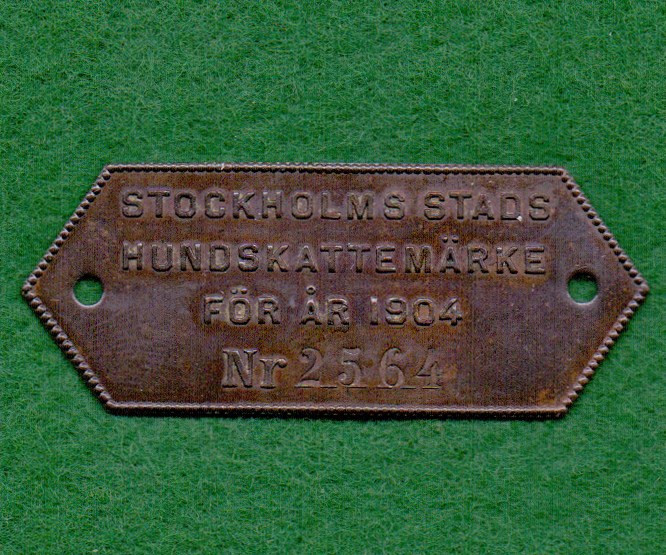 STOCKHOLMS STADS
HUNDSKATTEMÄRKE
FÖR ÅR 1904
Nr 2564